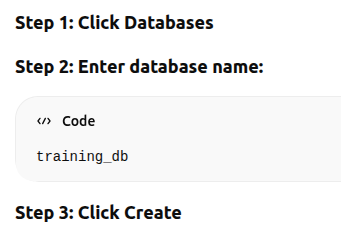 Step 1: Click Databases
Step 2: Enter database name:
Code
training_db
Step 3: Click Create